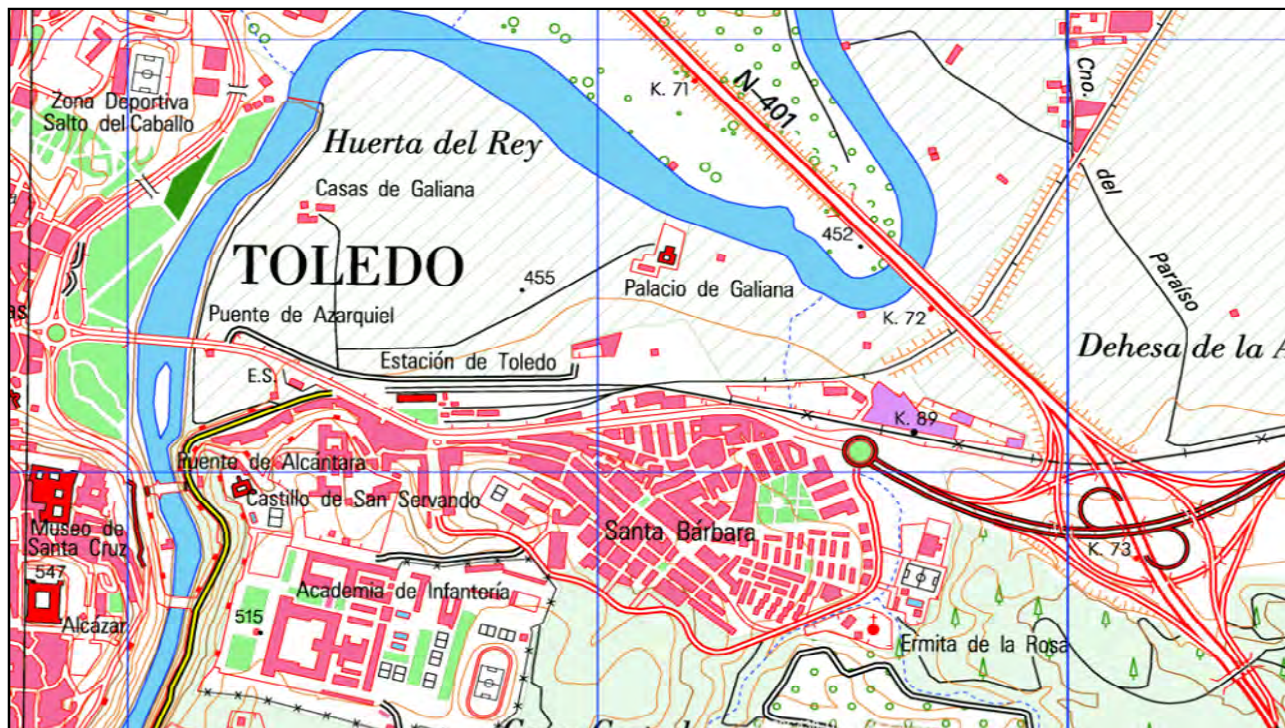 Zona Deportiva
Salto del Caballo
K. 71
N-401
Cno.
del
Paraíso
Huerta del Rey
Casas de Galiana
TOLEDO
452
455
Palacio de Galiana
K. 72
Puente de Azarquiel
Estación de Toledo
Dehesa de la A
E.S.
K. 89
Puente de Alcántara
Castillo de San Servando
Museo de
Santa Cruz
Santa Bárbara
K. 73
547
Academia de Infantería
Alcázar
515
Ermita de la Rosa